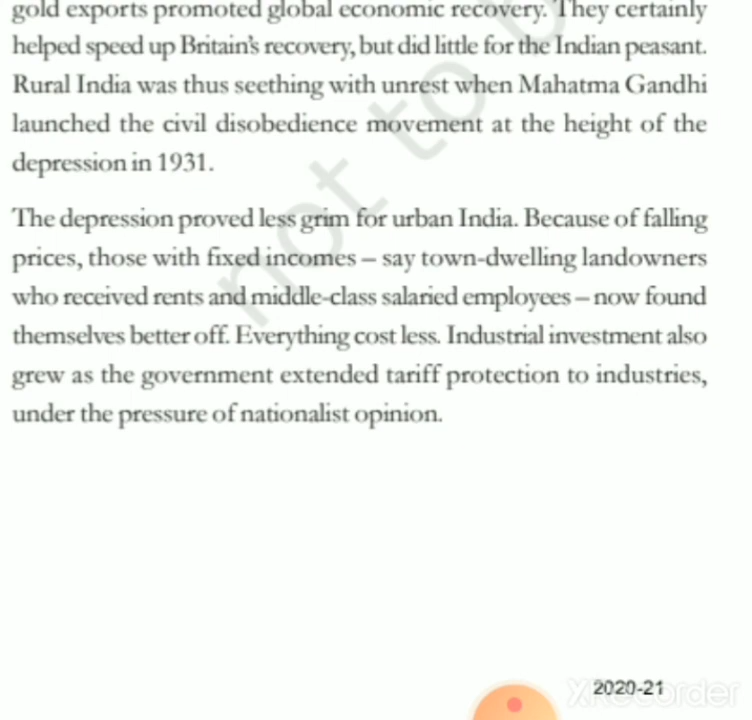 gold exports promoted global economic recovery. They certainly
helped speed up Britain's recovery, but did little for the Indian peasant.
Rural India was thus seething with unrest when Mahatma Gandhi
launched the civil disobedience movement at the height of the
depression in 1931.
The depression proved less grim for urban India. Because of falling
prices, those with fixed incomes – say town-dwelling landowners
who received rents and middle-class salaried employees – now found
themselves better off. Everything cost less. Industrial investment also
grew as the government extended tariff protection to industries,
under the pressure of nationalist opinion.
not to b
2020-21
XRecorder